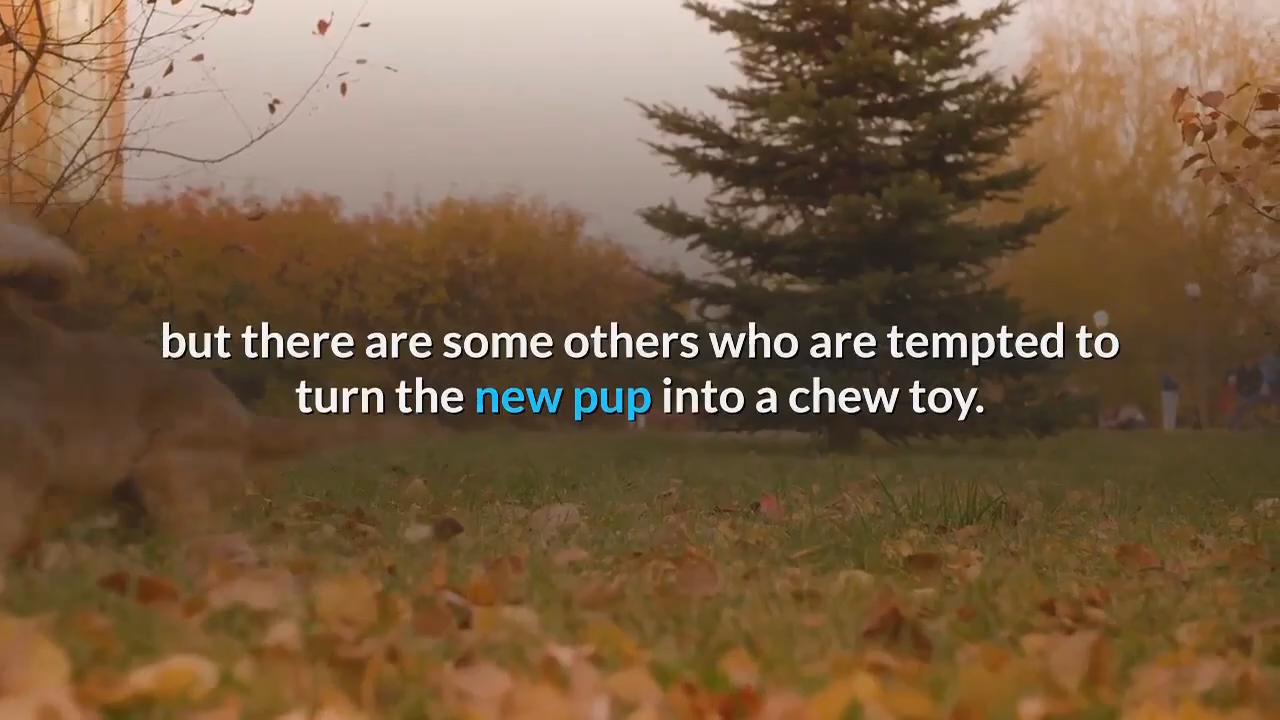 but there are some others who are tempted to
turn the new pup into a chew toy.